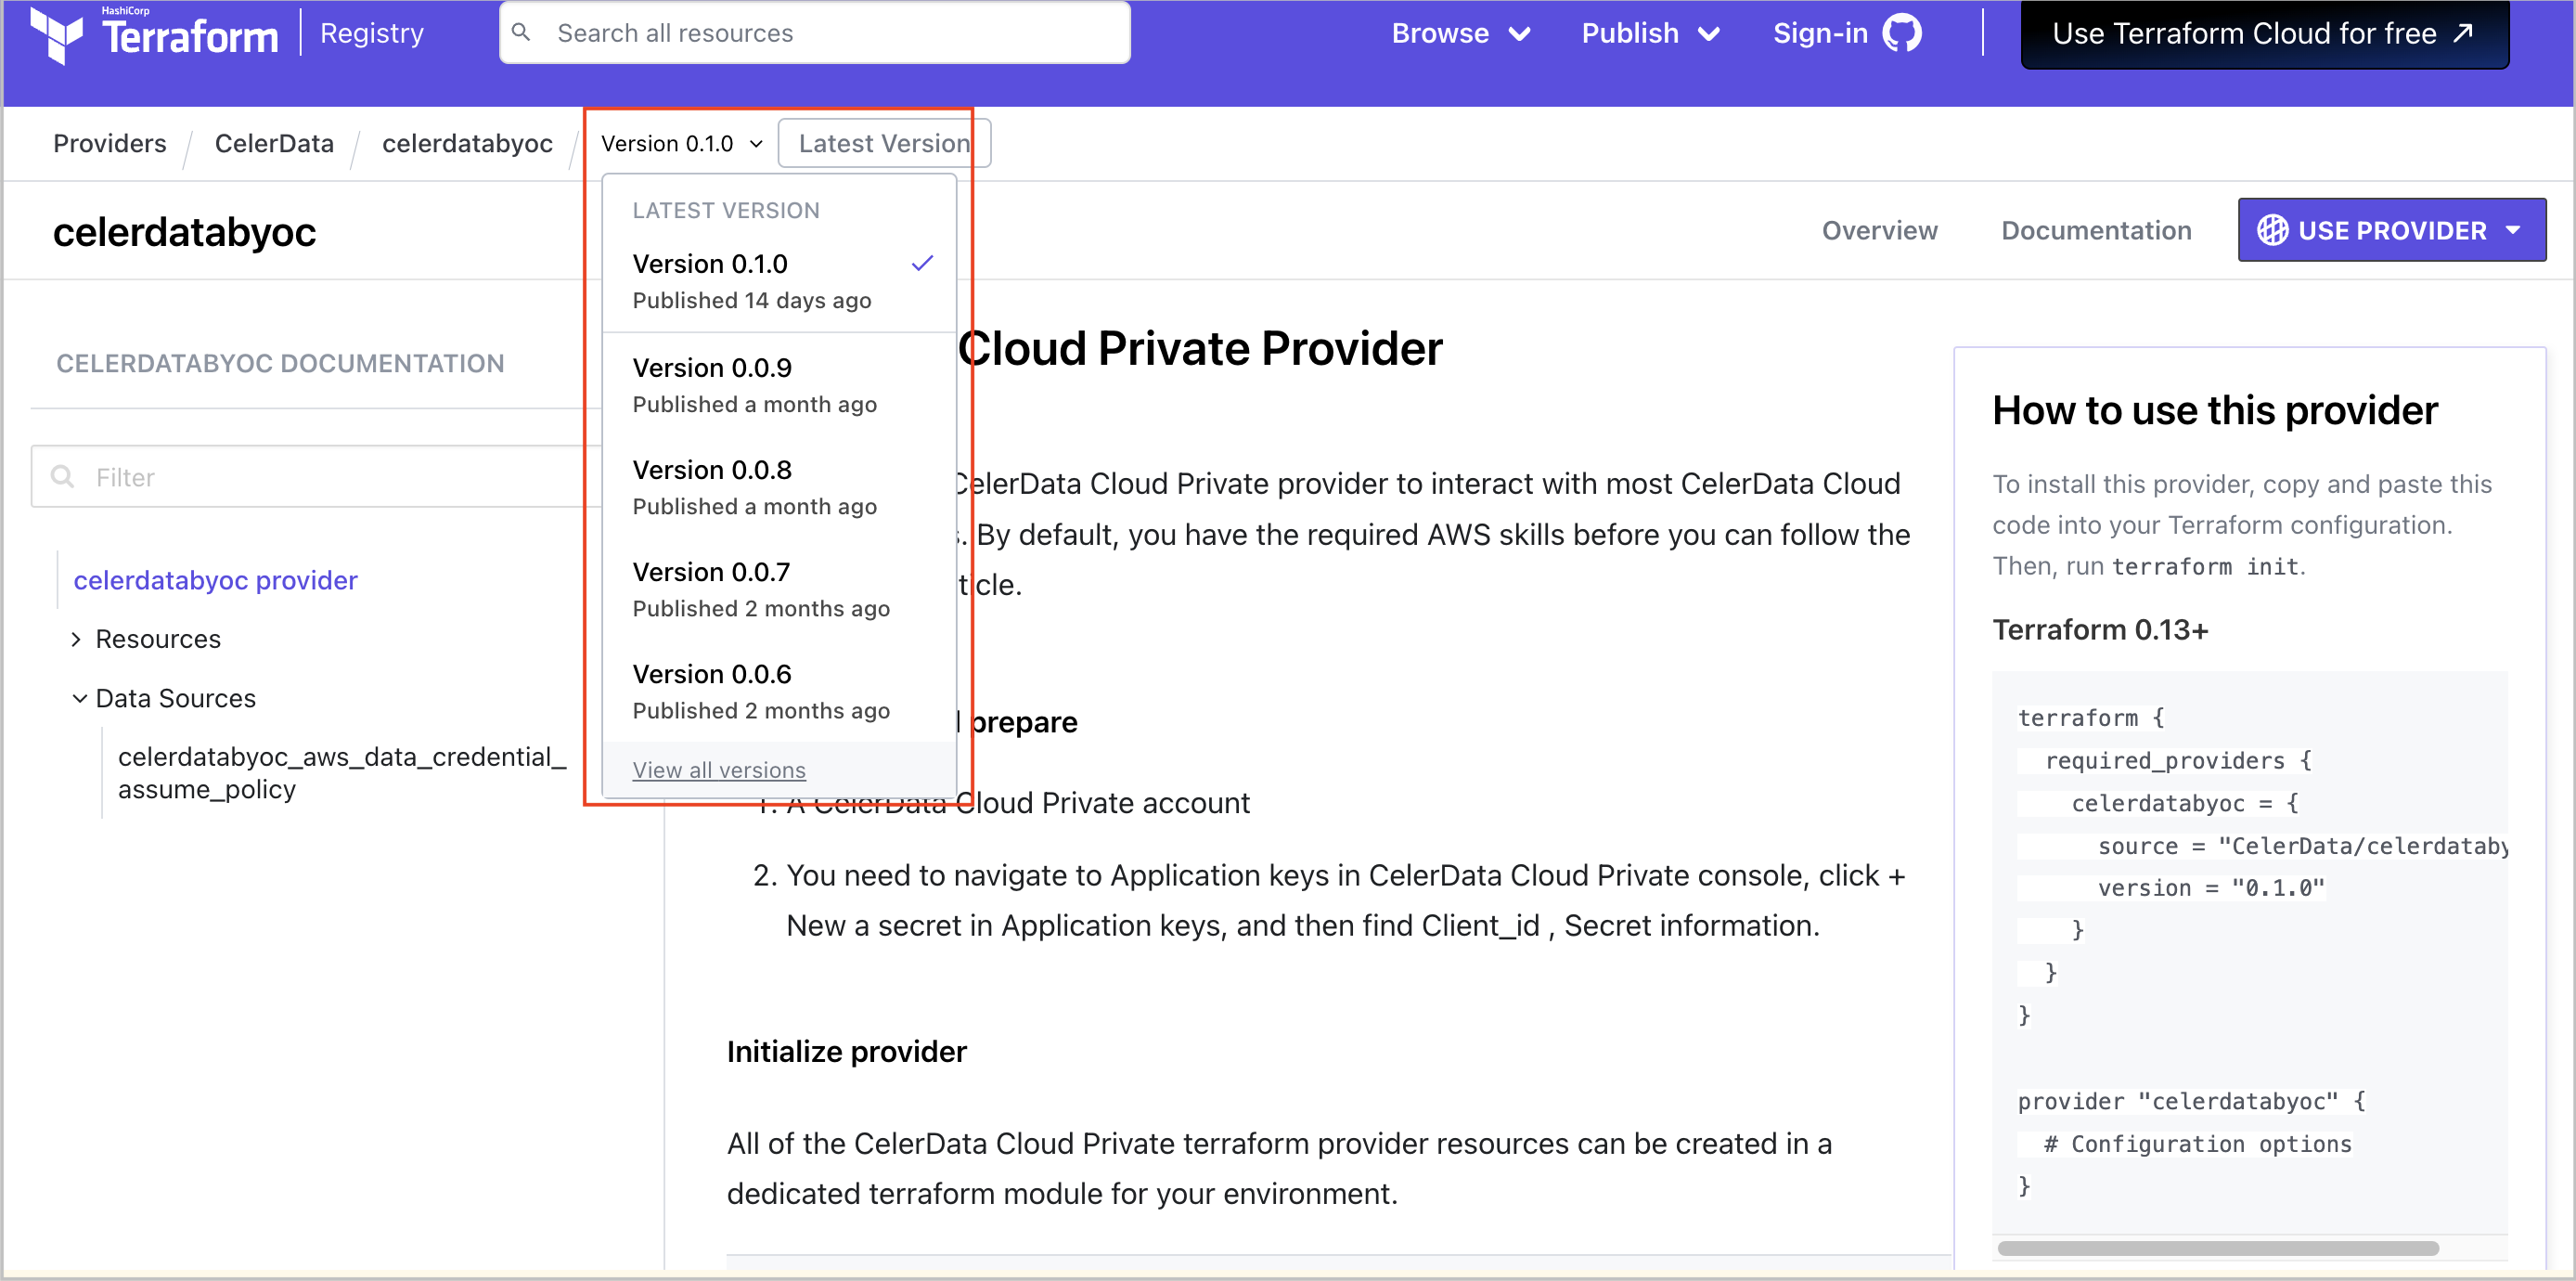 HashiCorp
Terraform
Registry
Search all resources
Browse
Publish
Sign-in
Use Terraform Cloud for free
Providers
CelerData
celerdatabyoc
Version 0.1.0
Latest Version
celerdatabyoc
Overview
Documentation
USE PROVIDER
LATEST VERSION
Version 0.1.0
Published 14 days ago
Version 0.0.9
Published a month ago
Version 0.0.8
Published a month ago
Version 0.0.7
Published 2 months ago
Version 0.0.6
Published 2 months ago
View all versions
CELERDATABYOC DOCUMENTATION
Filter
celerdatabyoc provider
Resources
Data Sources
celerdatabyoc_aws_data_credential_
assume_policy
Cloud Private Provider
CelerData Cloud Private provider to interact with most CelerData Cloud
. By default, you have the required AWS skills before you can follow the
ticle.
prepare
1. A CelerData Cloud Private account
2. You need to navigate to Application keys in CelerData Cloud Private console, click +
New a secret in Application keys, and then find Client_id , Secret information.
Initialize provider
All of the CelerData Cloud Private terraform provider resources can be created in a
dedicated terraform module for your environment.
How to use this provider
To install this provider, copy and paste this
code into your Terraform configuration.
Then, run terraform init.
Terraform 0.13+
terraform {
required_providers {
celerdatabyoc = {
source = "CelerData/celerdataby
version = "0.1.0"
}
}
}
provider "celerdatabyoc" {
# Configuration options
}